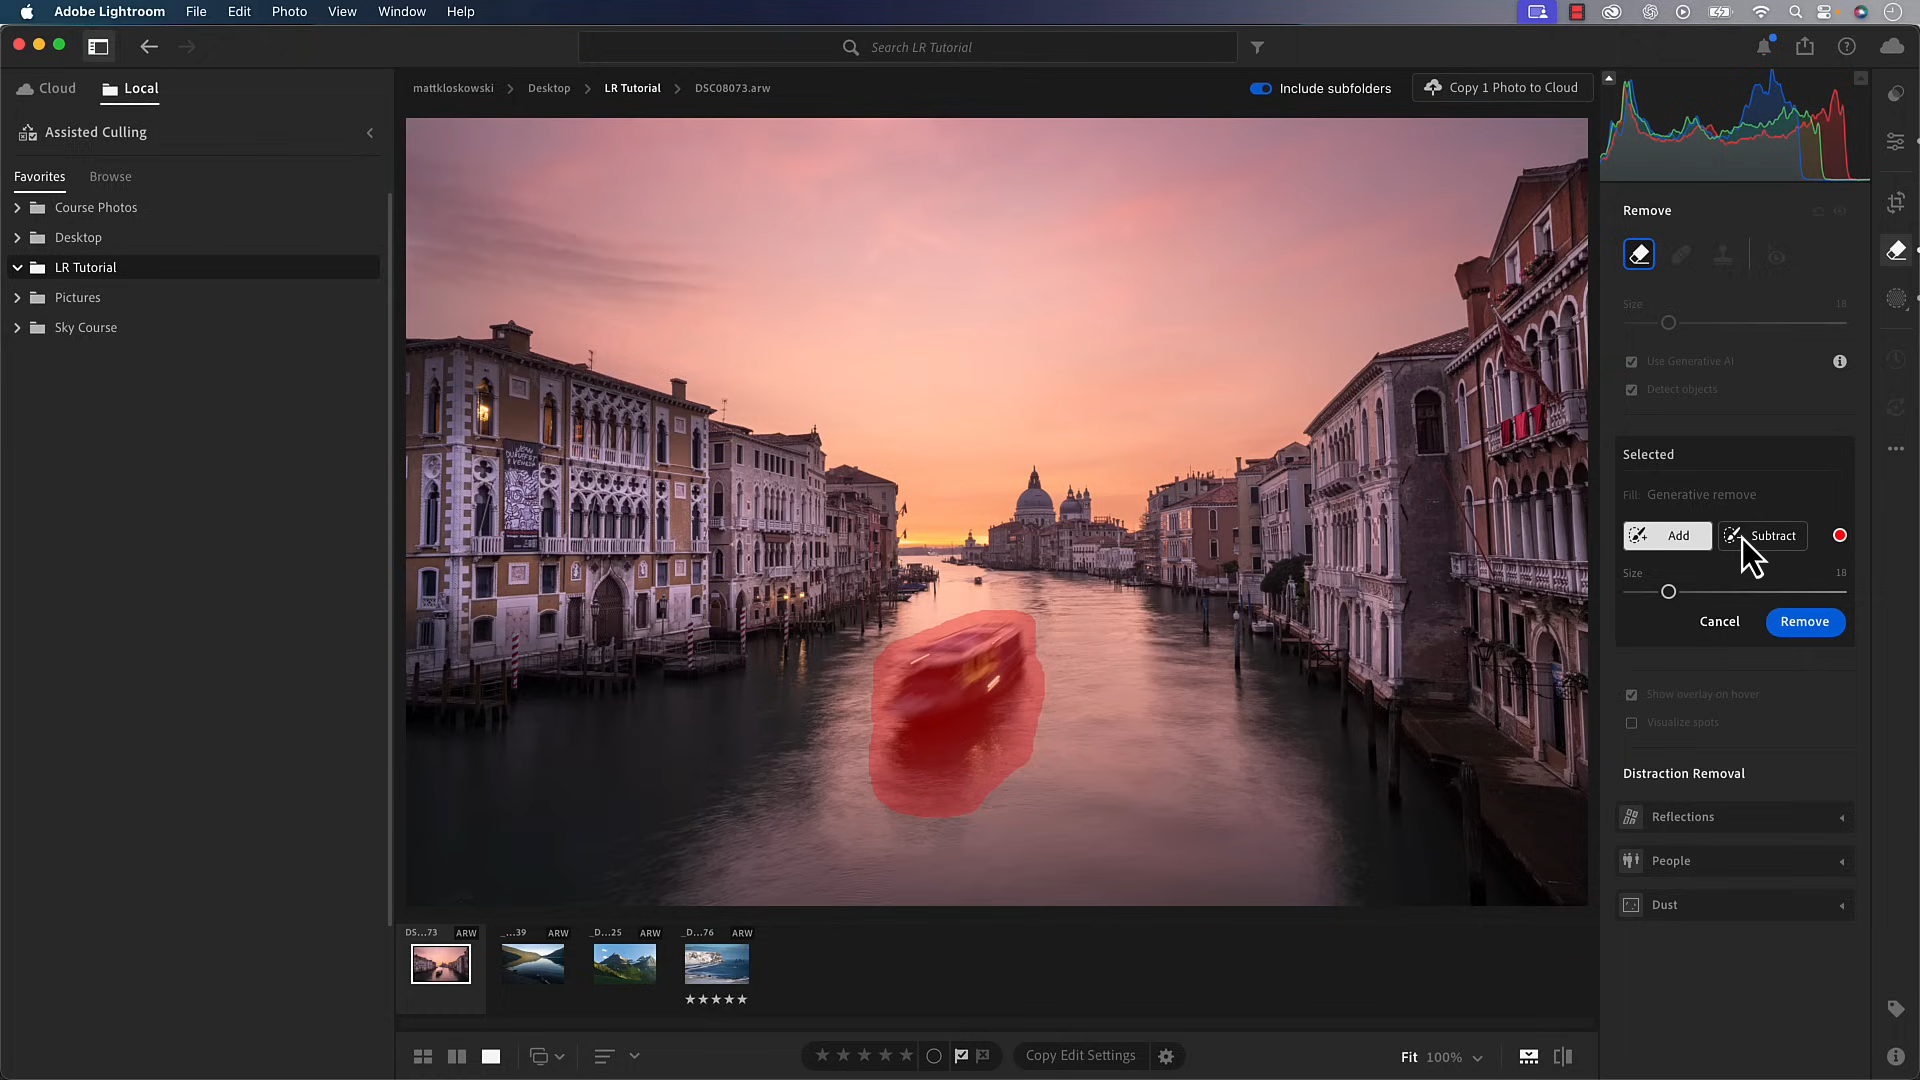 Adobe Lightroom File Edit Photo View Window Help
Search LR Tutorial
Cloud Local
mattkloskowski Desktop LR Tutorial DSC08073.arw Include subfolders Copy 1 Photo to Cloud
Assisted Culling
Favorites Browse
Course Photos
Desktop
LR Tutorial
Pictures
Sky Course
Remove
Size 18
Use Generative AI
Detect objects
Selected
Fill: Generative remove
Add Subtract
Size 18
Cancel Remove
Show overlay on hover
Visualize spots
Distraction Removal
Reflections
People
Dust
DS...73 ARW _...39 ARW _D...25 ARW _D...76 ARW
Copy Edit Settings
Fit 100%